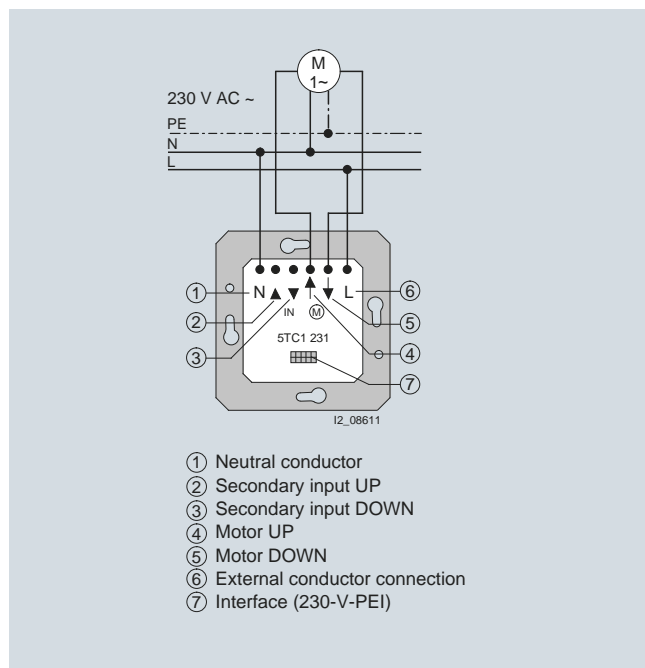 M
1~
230 V AC ~
PE
N
L
1 N L 6
2 IN M 5
3 5TC1 231 4
7
I2_08611
1 Neutral conductor
2 Secondary input UP
3 Secondary input DOWN
4 Motor UP
5 Motor DOWN
6 External conductor connection
7 Interface (230-V-PEI)